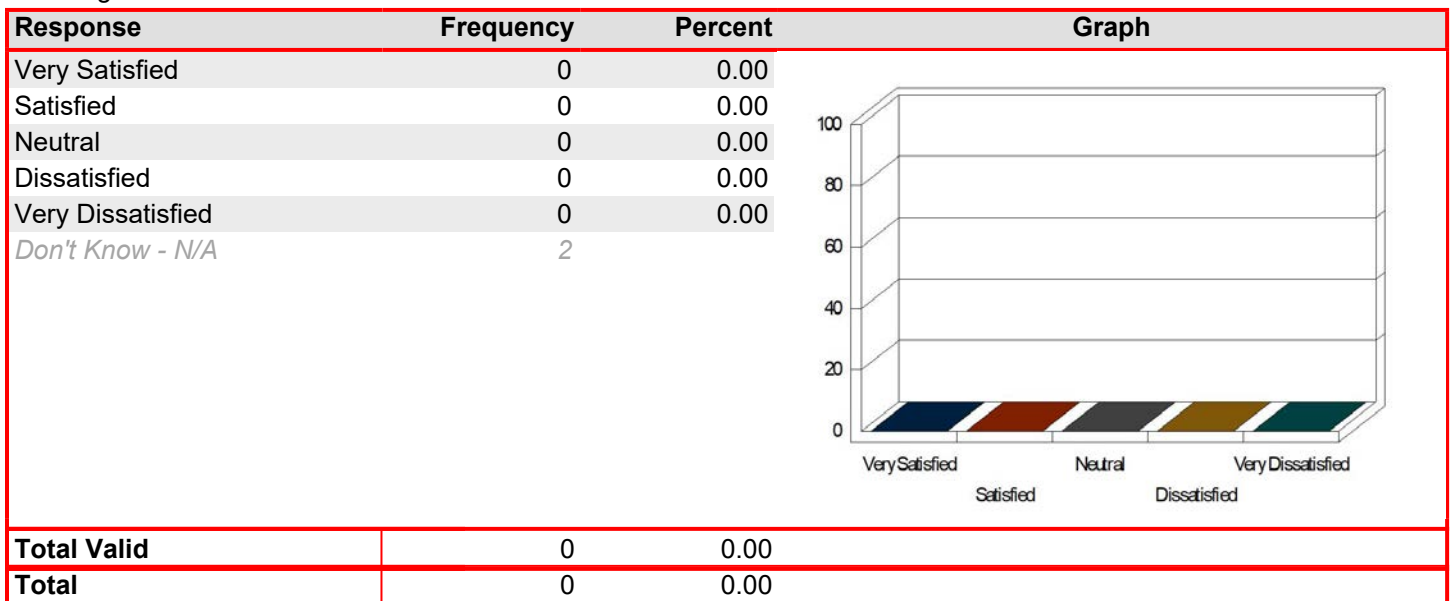 Response Frequency Percent Graph
Very Satisfied 0 0.00
Satisfied 0 0.00
Neutral 0 0.00
Dissatisfied 0 0.00
Very Dissatisfied 0 0.00
Don't Know - N/A 2
100
80
60
40
20
0
Very Satisfied Neutral Very Dissatisfied
Satisfied Dissatisfied
Total Valid 0 0.00
Total 0 0.00